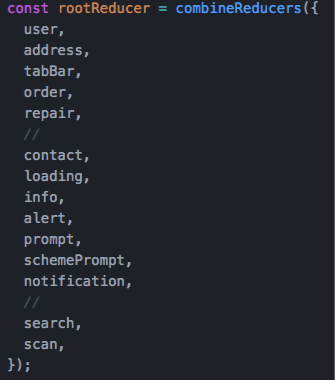 const rootReducer = combineReducers({
  user,
  address,
  tabBar,
  order,
  repair,
  //
  contact,
  loading,
  info,
  alert,
  prompt,
  schemePrompt,
  notification,
  //
  search,
  scan,
});